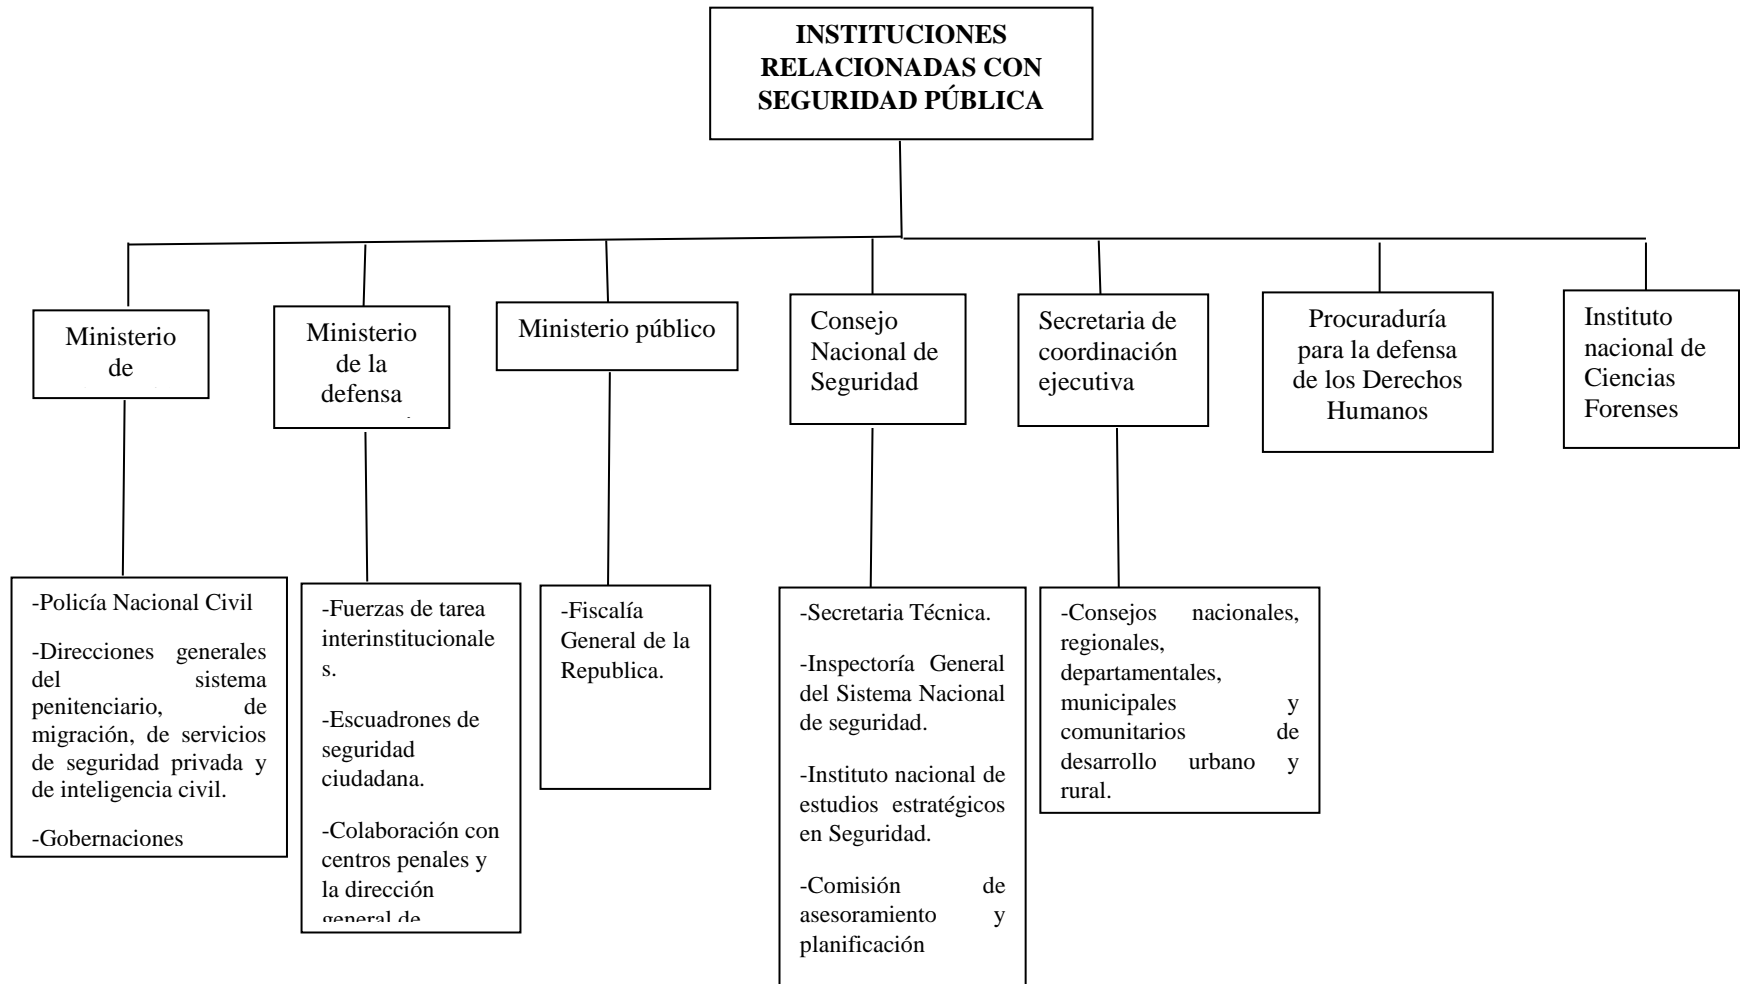 INSTITUCIONES
RELACIONADAS CON
SEGURIDAD PÚBLICA
Ministerio
de
Ministerio
de la
defensa
Ministerio público
Consejo
Nacional de
Seguridad
Secretaria de
coordinación
ejecutiva
Procuraduría
para la defensa
de los Derechos
Humanos
Instituto
nacional de
Ciencias
Forenses
-Policía Nacional Civil
-Direcciones generales
del sistema
penitenciario, de
migración, de servicios
de seguridad privada y
de inteligencia civil.
-Gobernaciones
-Fuerzas de tarea
interinstitucionale
s.
-Escuadrones de
seguridad
ciudadana.
-Colaboración con
centros penales y
la dirección
general de
-Fiscalía
General de la
Republica.
-Secretaria Técnica.
-Inspectoría General
del Sistema Nacional
de seguridad.
-Instituto nacional de
estudios estratégicos
en Seguridad.
-Comisión de
asesoramiento y
planificación
-Consejos nacionales,
regionales,
departamentales,
municipales y
comunitarios de
desarrollo urbano y
rural.